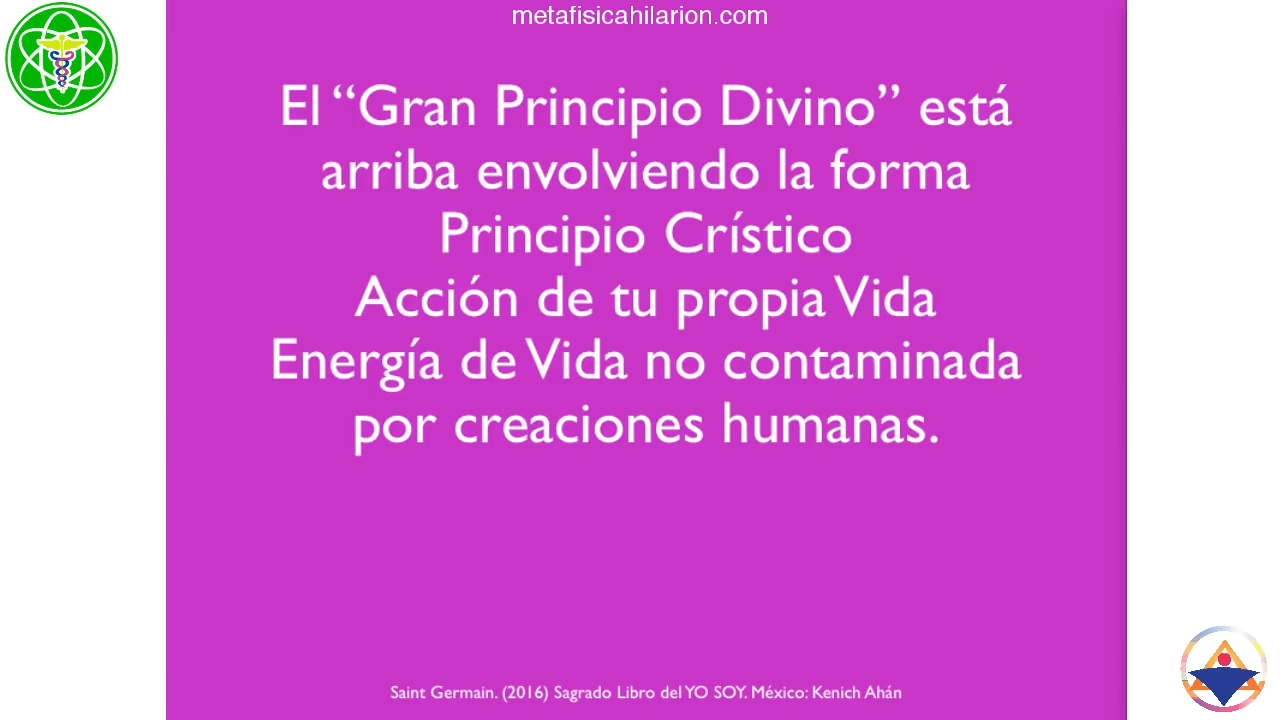 metafisicahilarion.com
El “Gran Principio Divino” está
arriba envolviendo la forma
Principio Crístico
Acción de tu propia Vida
Energía de Vida no contaminada
por creaciones humanas.
Saint Germain. (2016) Sagrado Libro del YO SOY. México: Kenich Ahán